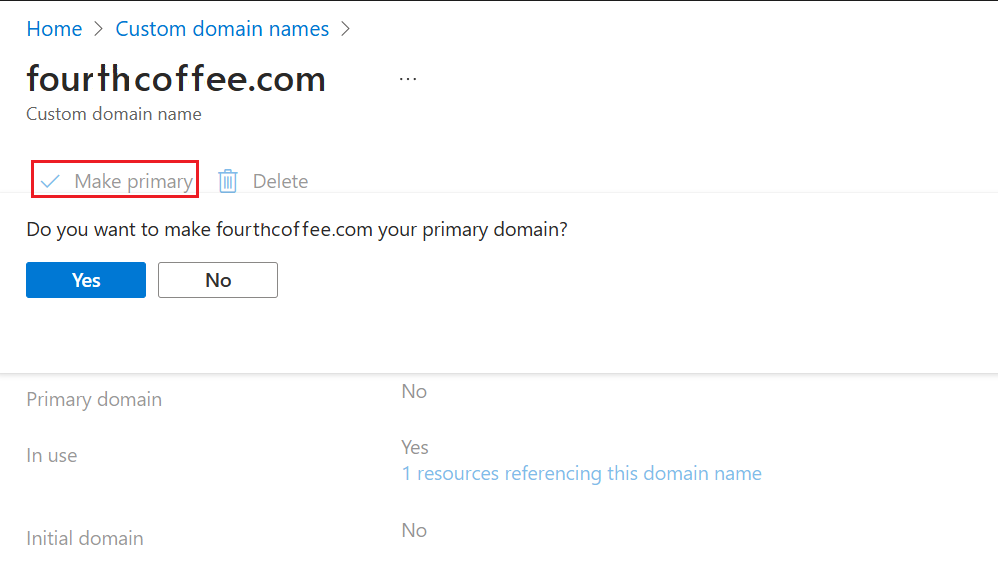 Home > Custom domain names >
fourthcoffee.com ...
Custom domain name
Make primary Delete
Do you want to make fourthcoffee.com your primary domain?
Yes No
Primary domain No
In use Yes
1 resources referencing this domain name
Initial domain No